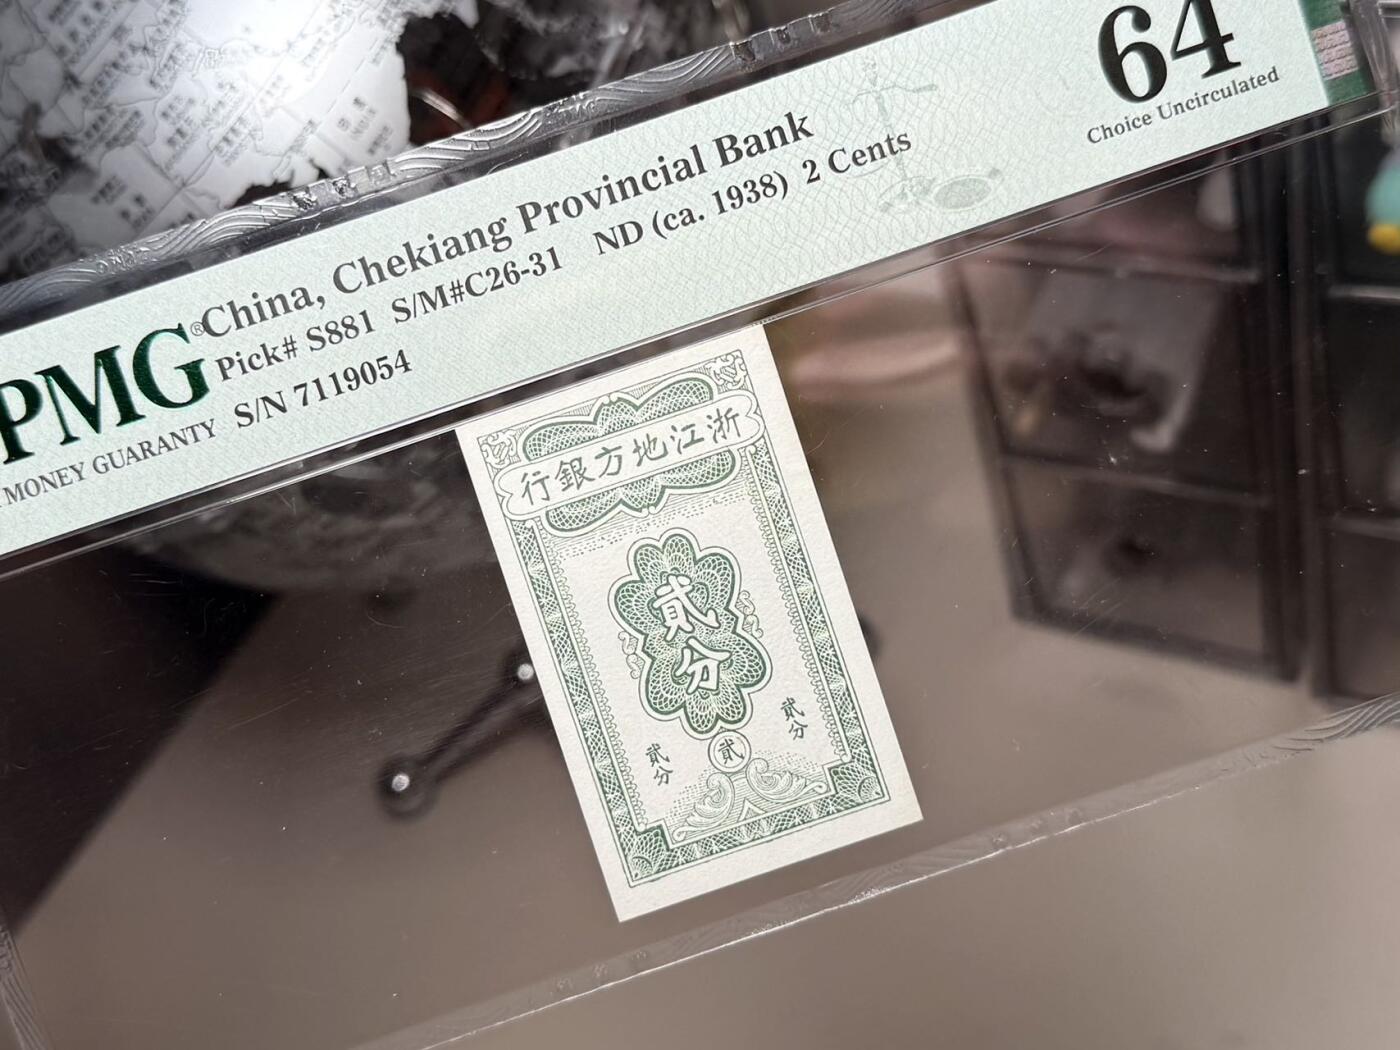 64
Choice Uncirculated
China, Chekiang Provincial Bank
Pick# S881 S/M#C26-31 ND (ca. 1938) 2 Cents
S/N 7119054
PMG®
MONEY GUARANTY
浙江地方銀行
貳分
貳分
貳分
貳